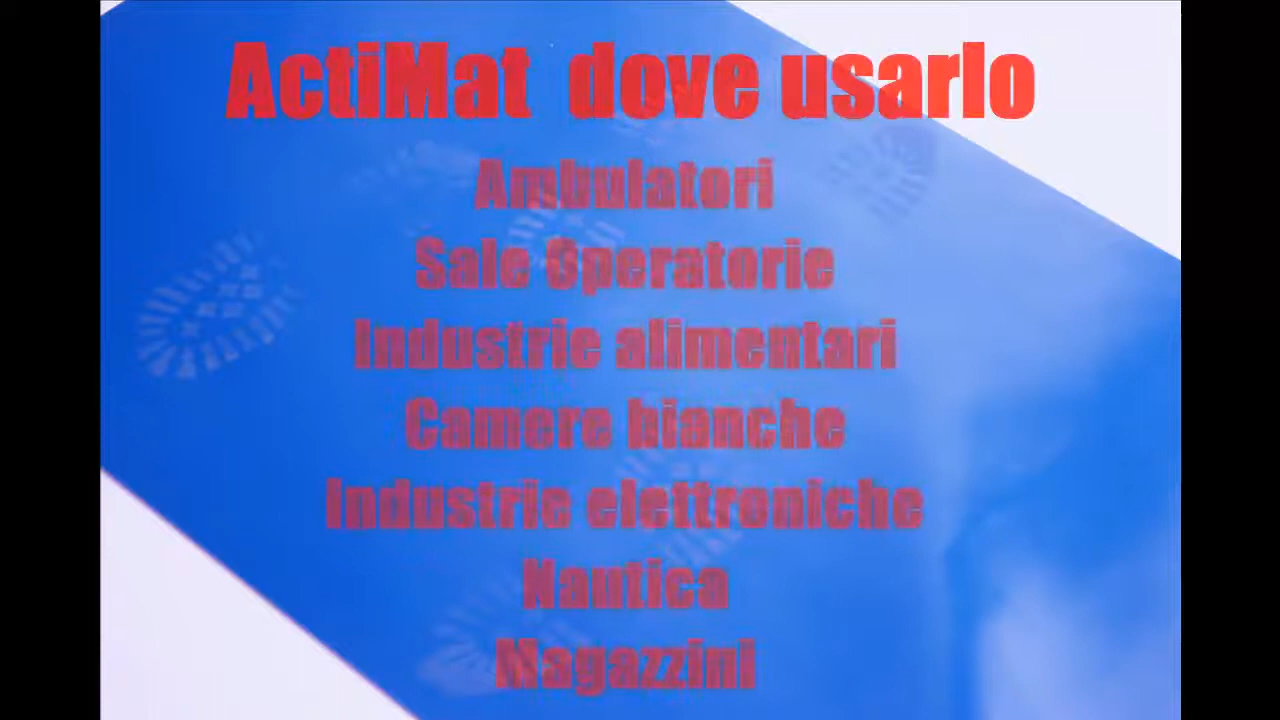 ActiMat dove usarlo
Ambulatori
Sale Operatorie
Industrie alimentari
Camere bianche
Industrie elettroniche
Nautica
Magazzini